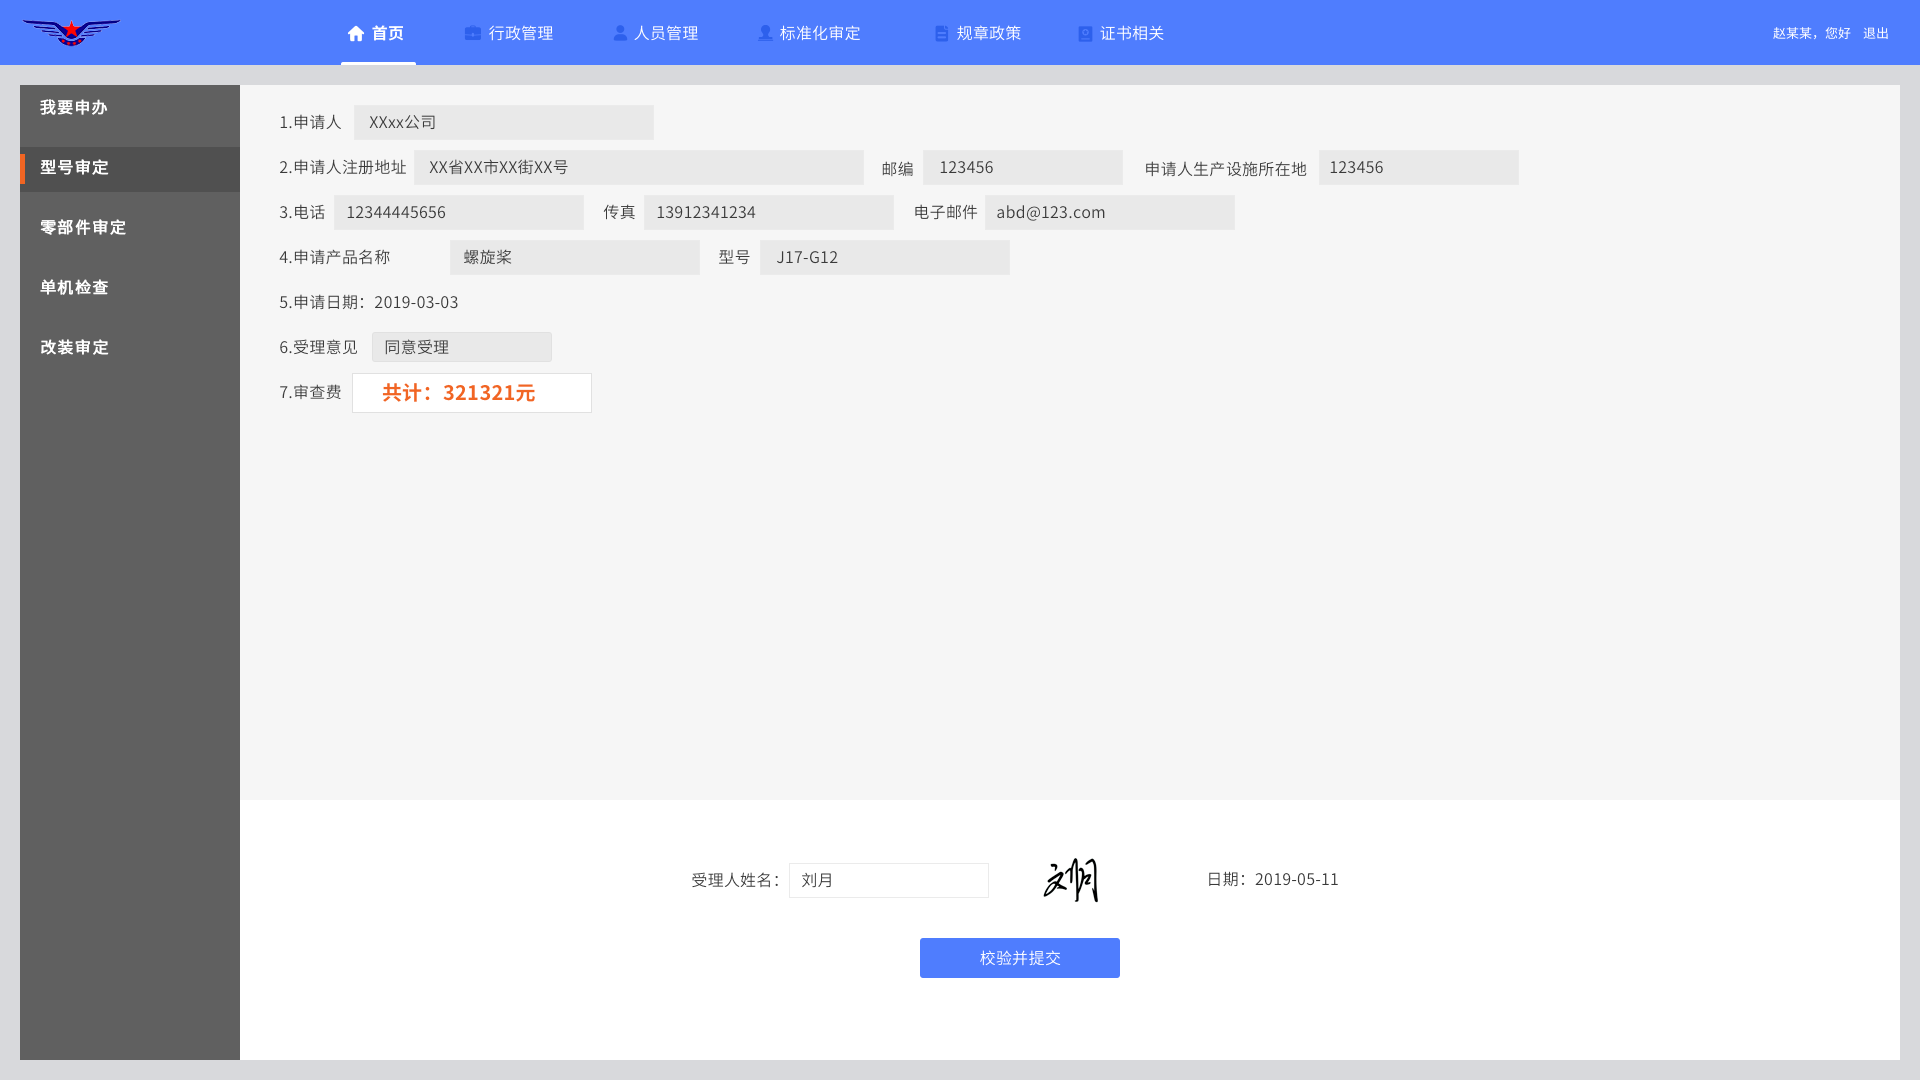 首页 行政管理 人员管理 标准化审定 规章政策 证书相关 赵某某，您好 退出
我要申办
型号审定
零部件审定
单机检查
改装审定
1.申请人 XXxx公司
2.申请人注册地址 XX省XX市XX街XX号 邮编 123456 申请人生产设施所在地 123456
3.电话 12344445656 传真 13912341234 电子邮件 abd@123.com
4.申请产品名称 螺旋桨 型号 J17-G12
5.申请日期：2019-03-03
6.受理意见 同意受理
7.审查费 共计：321321元
受理人姓名： 刘月 日期：2019-05-11
校验并提交